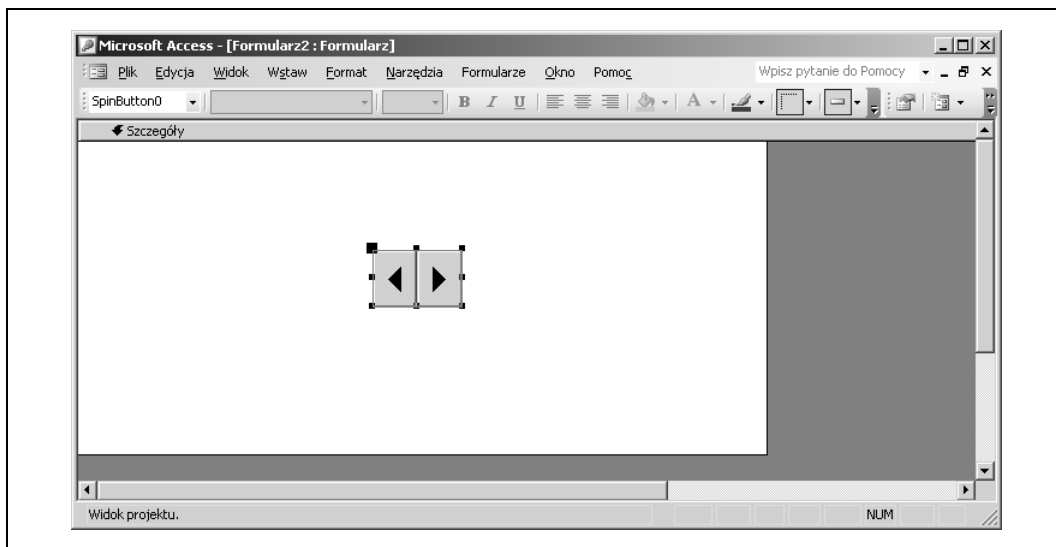 Microsoft Access - [Formularz2 : Formularz]
Plik Edycja Widok Wstaw Format Narzędzia Formularze Okno Pomoc Wpisz pytanie do Pomocy
SpinButton0 B I U A
Szczegóły
Widok projektu. NUM